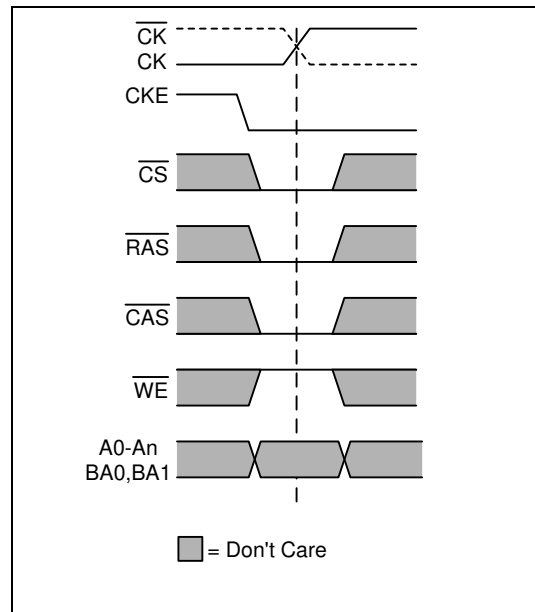 CK
CK
CKE
CS
RAS
CAS
WE
A0-An
BA0,BA1
= Don't Care